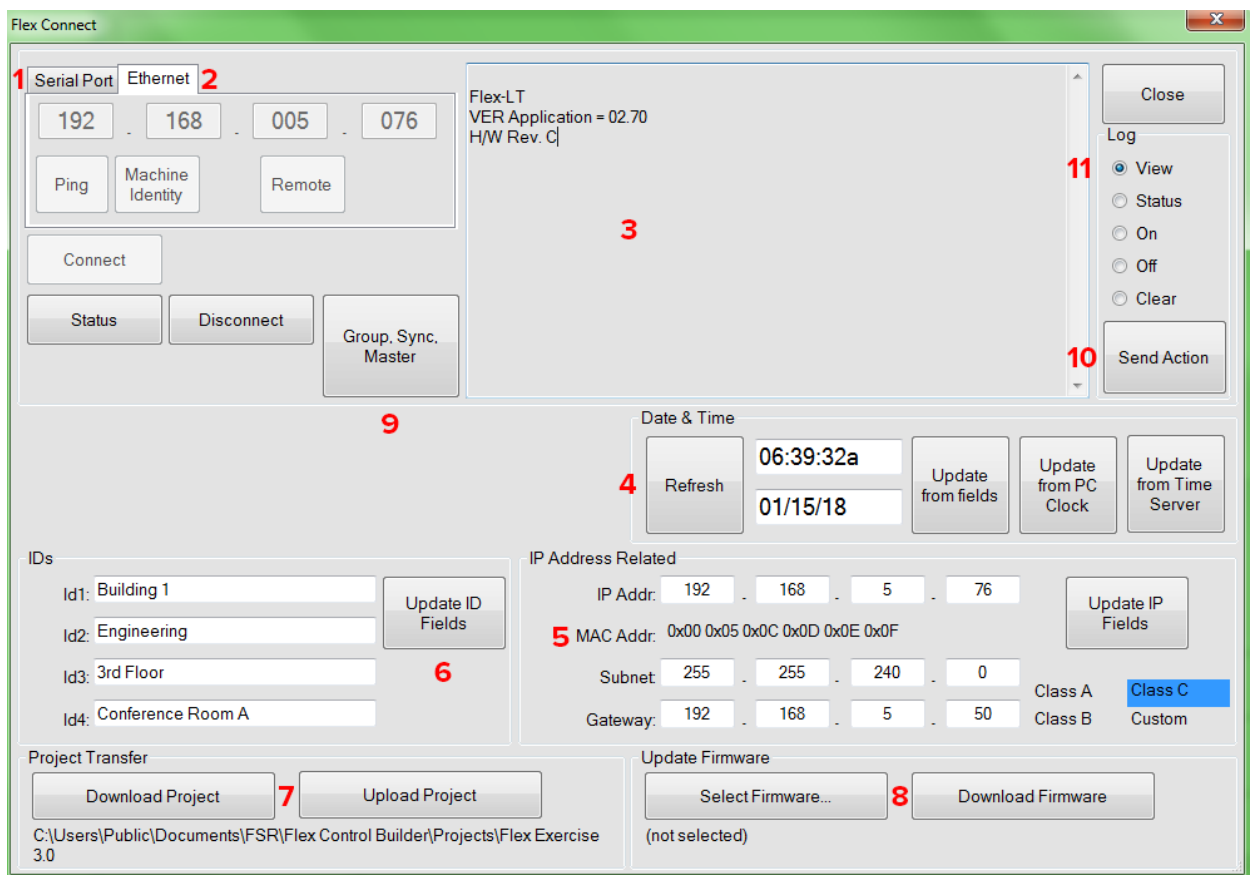 Flex Connect
1 Serial Port Ethernet 2
192 . 168 . 005 . 076
Ping
Machine
Identity
Remote
Connect
Status
Disconnect
Group, Sync,
Master
9
Flex-LT
VER Application = 02.70
H/W Rev. C
3
Close
Log
11 View
Status
On
Off
Clear
10 Send Action
Date & Time
4 Refresh
06:39:32a
01/15/18
Update
from fields
Update
from PC
Clock
Update
from Time
Server
IDs
Id1: Building 1
Id2: Engineering
Id3: 3rd Floor
Id4: Conference Room A
Update ID
Fields
6
IP Address Related
IP Addr: 192 . 168 . 5 . 76
5 MAC Addr: 0x00 0x05 0x0C 0x0D 0x0E 0x0F
Subnet: 255 . 255 . 240 . 0
Gateway: 192 . 168 . 5 . 50
Update IP
Fields
Class A Class C
Class B Custom
Project Transfer
Download Project 7 Upload Project
C:\Users\Public\Documents\FSR\Flex Control Builder\Projects\Flex Exercise
3.0
Update Firmware
Select Firmware... 8 Download Firmware
(not selected)